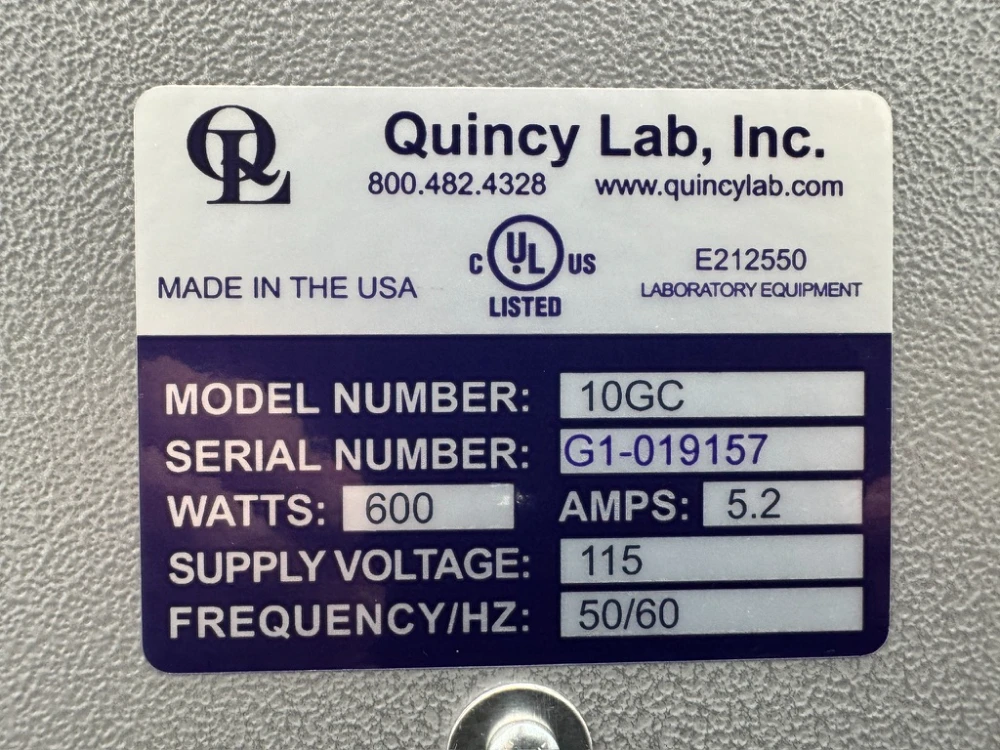 QL
Quincy Lab, Inc.
800.482.4328 www.quincylab.com
MADE IN THE USA
C UL US
LISTED
E212550
LABORATORY EQUIPMENT
MODEL NUMBER: 10GC
SERIAL NUMBER: G1-019157
WATTS: 600 AMPS: 5.2
SUPPLY VOLTAGE: 115
FREQUENCY/HZ: 50/60